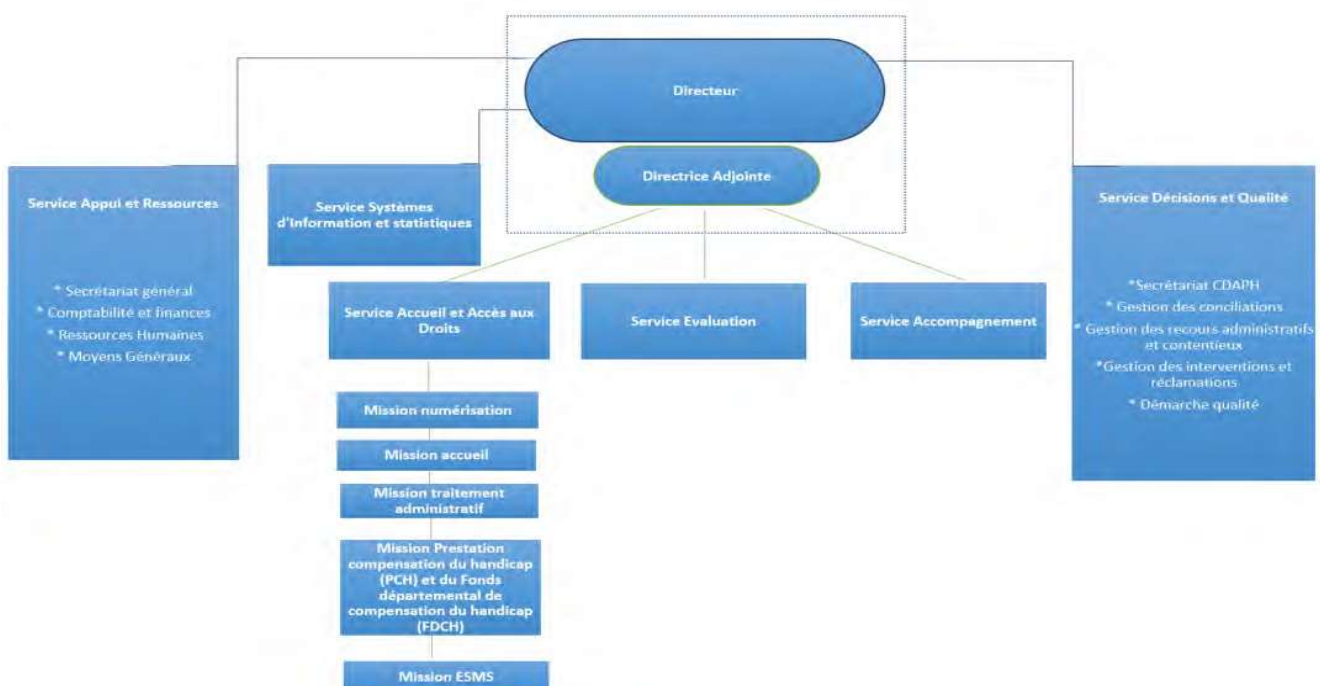 Directeur
Directrice Adjointe
Service Appui et Ressources
* Secrétariat général
* Comptabilité et finances
* Ressources Humaines
* Moyens Généraux
Service Systèmes
d'Information et statistiques
Service Accueil et Accès aux
Droits
Mission numérisation
Mission accueil
Mission traitement
administratif
Mission Prestation
compensation du handicap
(PCH) et du Fonds
départemental de
compensation du handicap
(FDCH)
Mission ESMS
Service Evaluation
Service Accompagnement
Service Décisions et Qualité
*Secrétariat CDAPH
* Gestion des conciliations
* Gestion des recours administratifs
et contentieux
*Gestion des interventions et
réclamations
* Démarche qualité